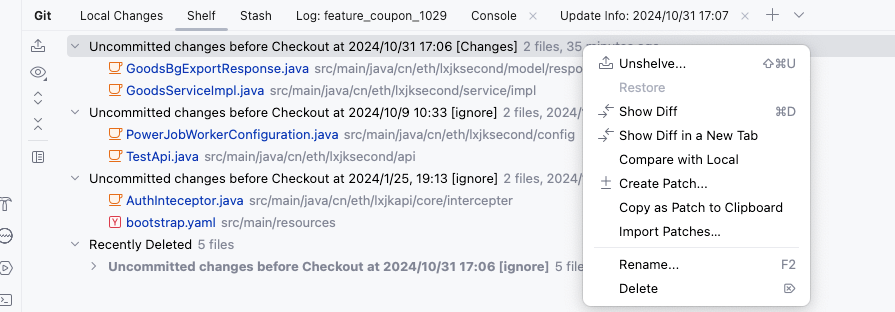 Git Local Changes Shelf Stash Log: feature_coupon_1029 Console Update Info: 2024/10/31 17:07
Uncommitted changes before Checkout at 2024/10/31 17:06 [Changes] 2 files, 35 minutes ago
GoodsBgExportResponse.java src/main/java/cn/eth/lxjksecond/model/respo
GoodsServiceImpl.java src/main/java/cn/eth/lxjksecond/service/impl
Uncommitted changes before Checkout at 2024/10/9 10:33 [ignore] 2 files, 2024/
PowerJobWorkerConfiguration.java src/main/java/cn/eth/lxjksecond/config
TestApi.java src/main/java/cn/eth/lxjksecond/api
Uncommitted changes before Checkout at 2024/1/25, 19:13 [ignore] 2 files, 2024/
AuthInteceptor.java src/main/java/cn/eth/lxjkapi/core/intercepter
bootstrap.yaml src/main/resources
Recently Deleted 5 files
Uncommitted changes before Checkout at 2024/10/31 17:06 [ignore] 5 file
Unshelve... ⇧⌘U
Restore
Show Diff ⌘D
Show Diff in a New Tab
Compare with Local
Create Patch...
Copy as Patch to Clipboard
Import Patches...
Rename... F2
Delete ⌦